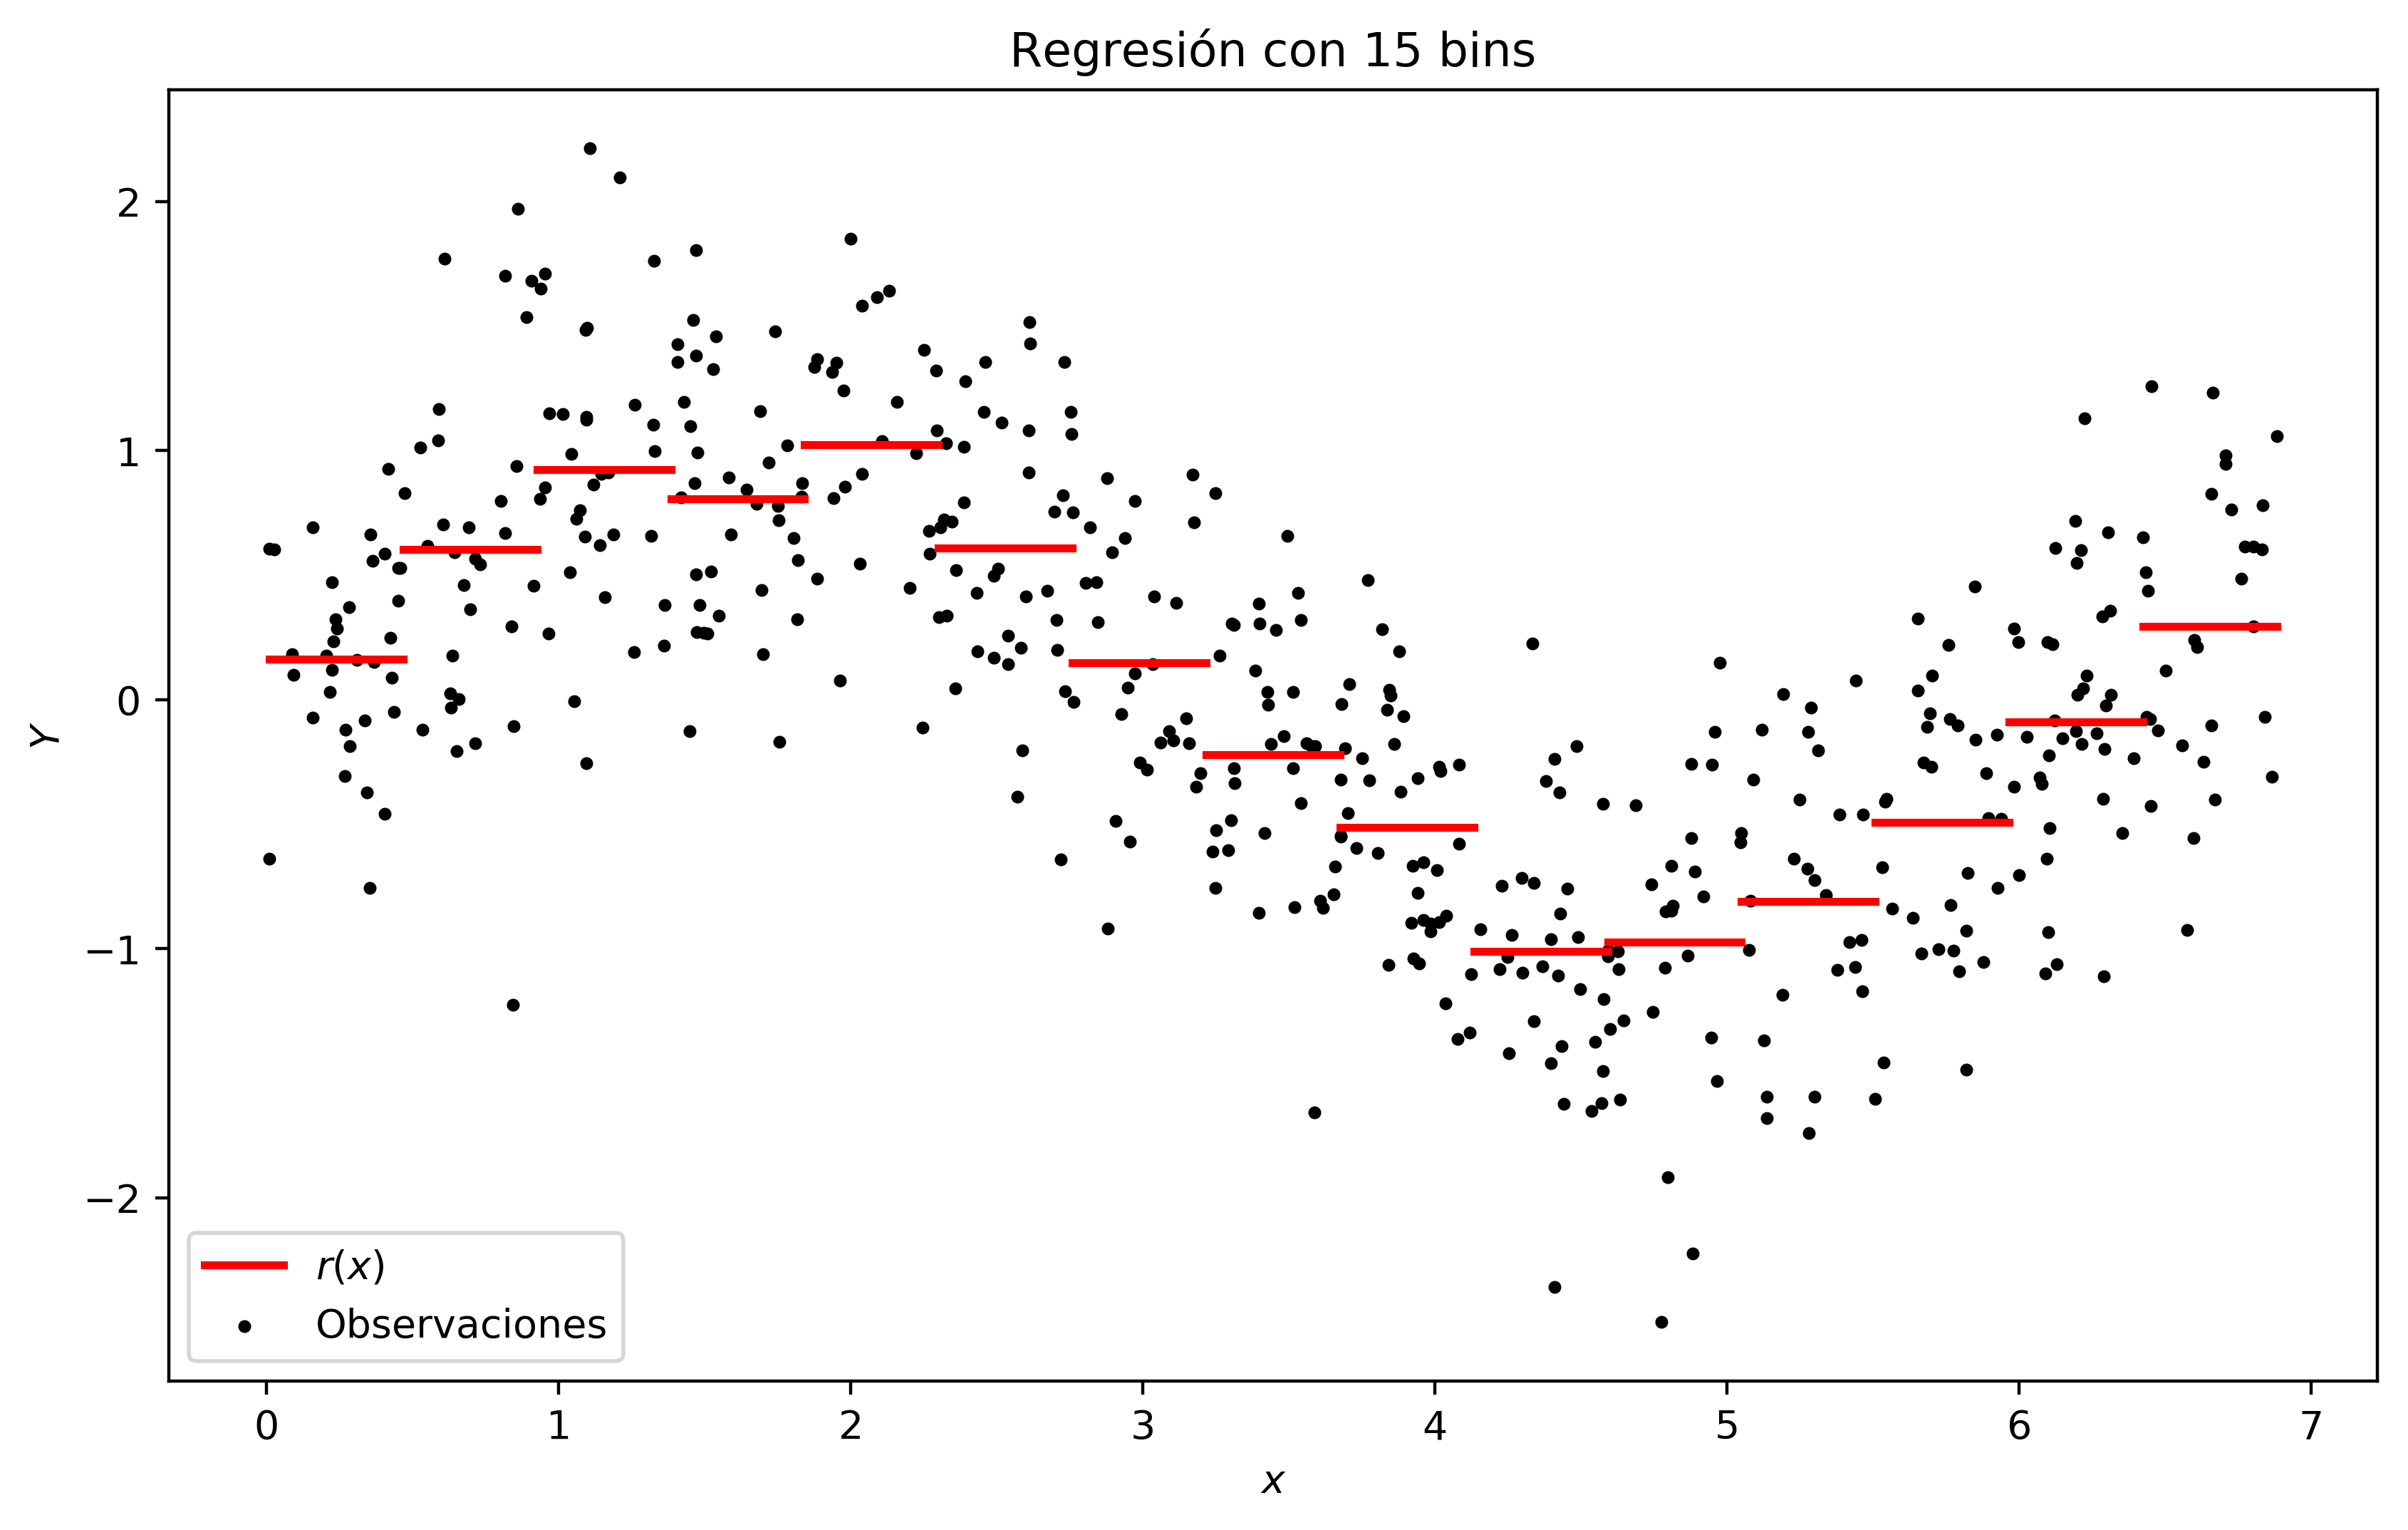 Regresión con 15 bins
Y
2
1
0
−1
−2
r(x)
Observaciones
0 1 2 3 4 5 6 7
x